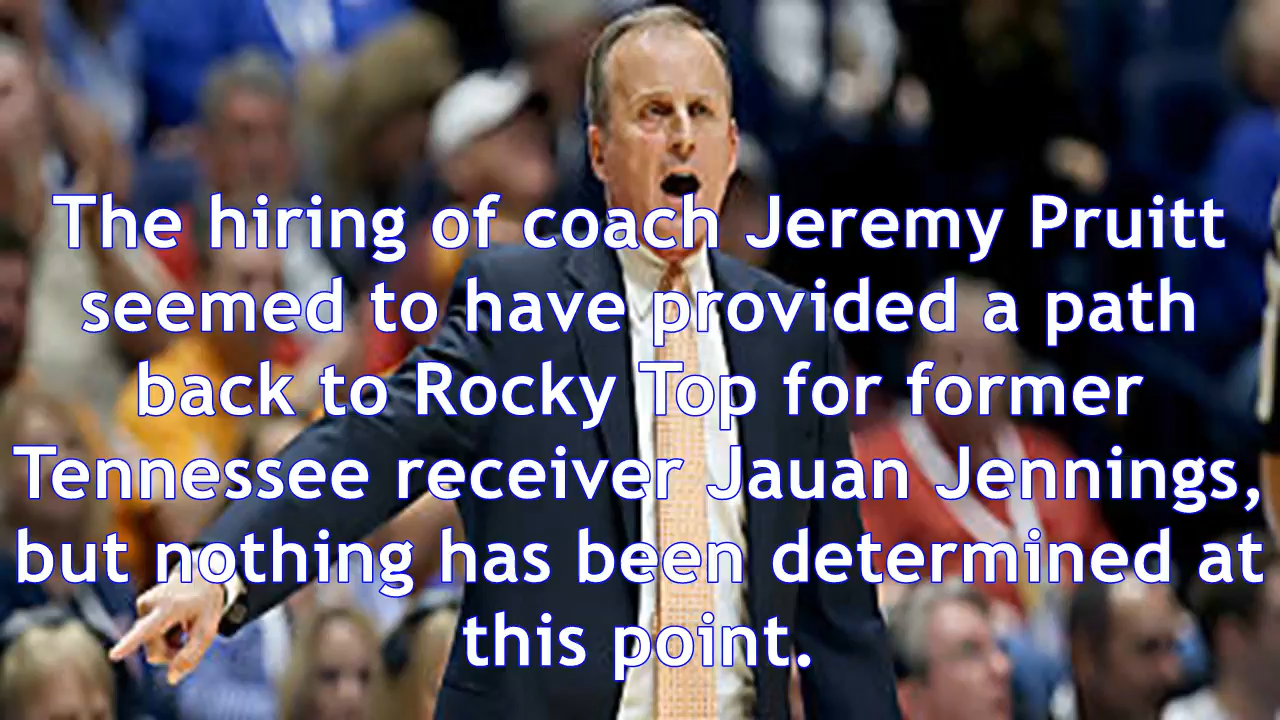 The hiring of coach Jeremy Pruitt
seemed to have provided a path
back to Rocky Top for former
Tennessee receiver Jauan Jennings,
but nothing has been determined at
this point.